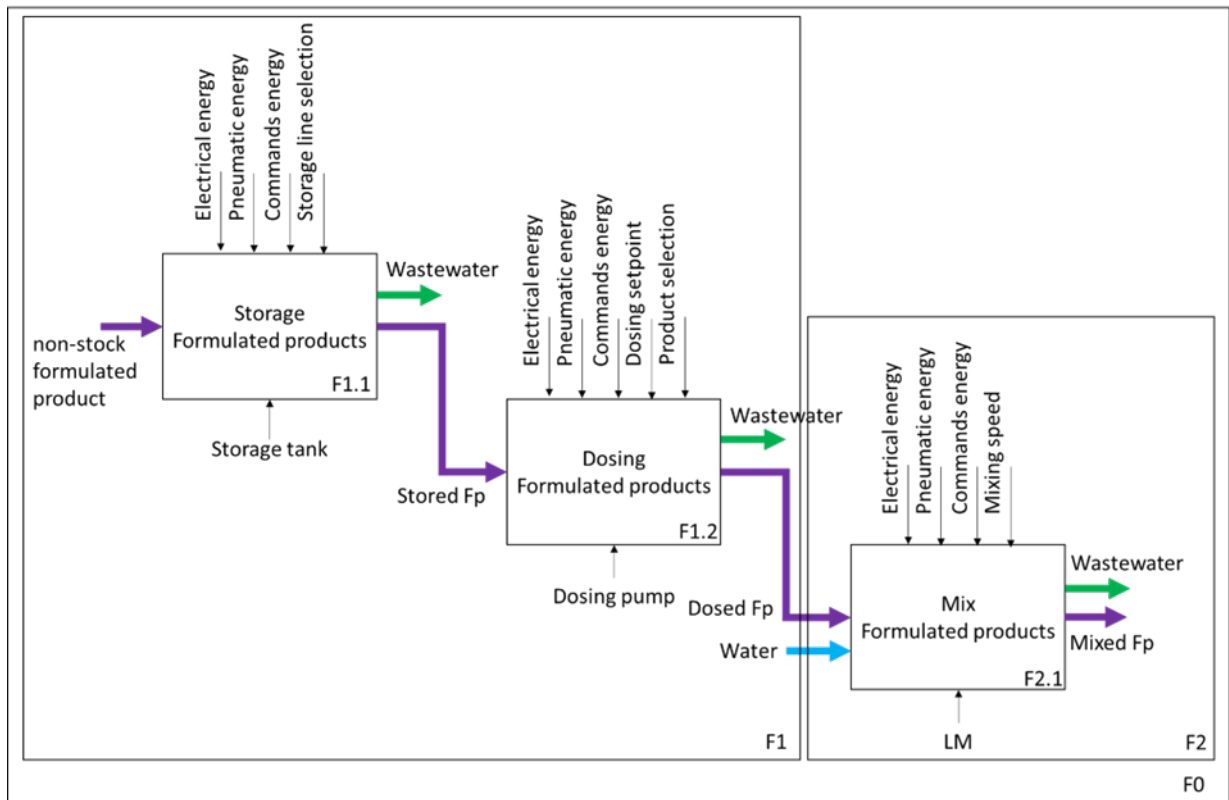 Electrical energy
Pneumatic energy
Commands energy
Storage line selection
Wastewater
Storage
Formulated products
F1.1
non-stock
formulated
product
Storage tank
Stored Fp
Electrical energy
Pneumatic energy
Commands energy
Dosing setpoint
Product selection
Wastewater
Dosing
Formulated products
F1.2
Dosing pump
Dosed Fp
Water
F1
Electrical energy
Pneumatic energy
Commands energy
Mixing speed
Wastewater
Mix
Formulated products
Mixed Fp
F2.1
LM
F2
F0